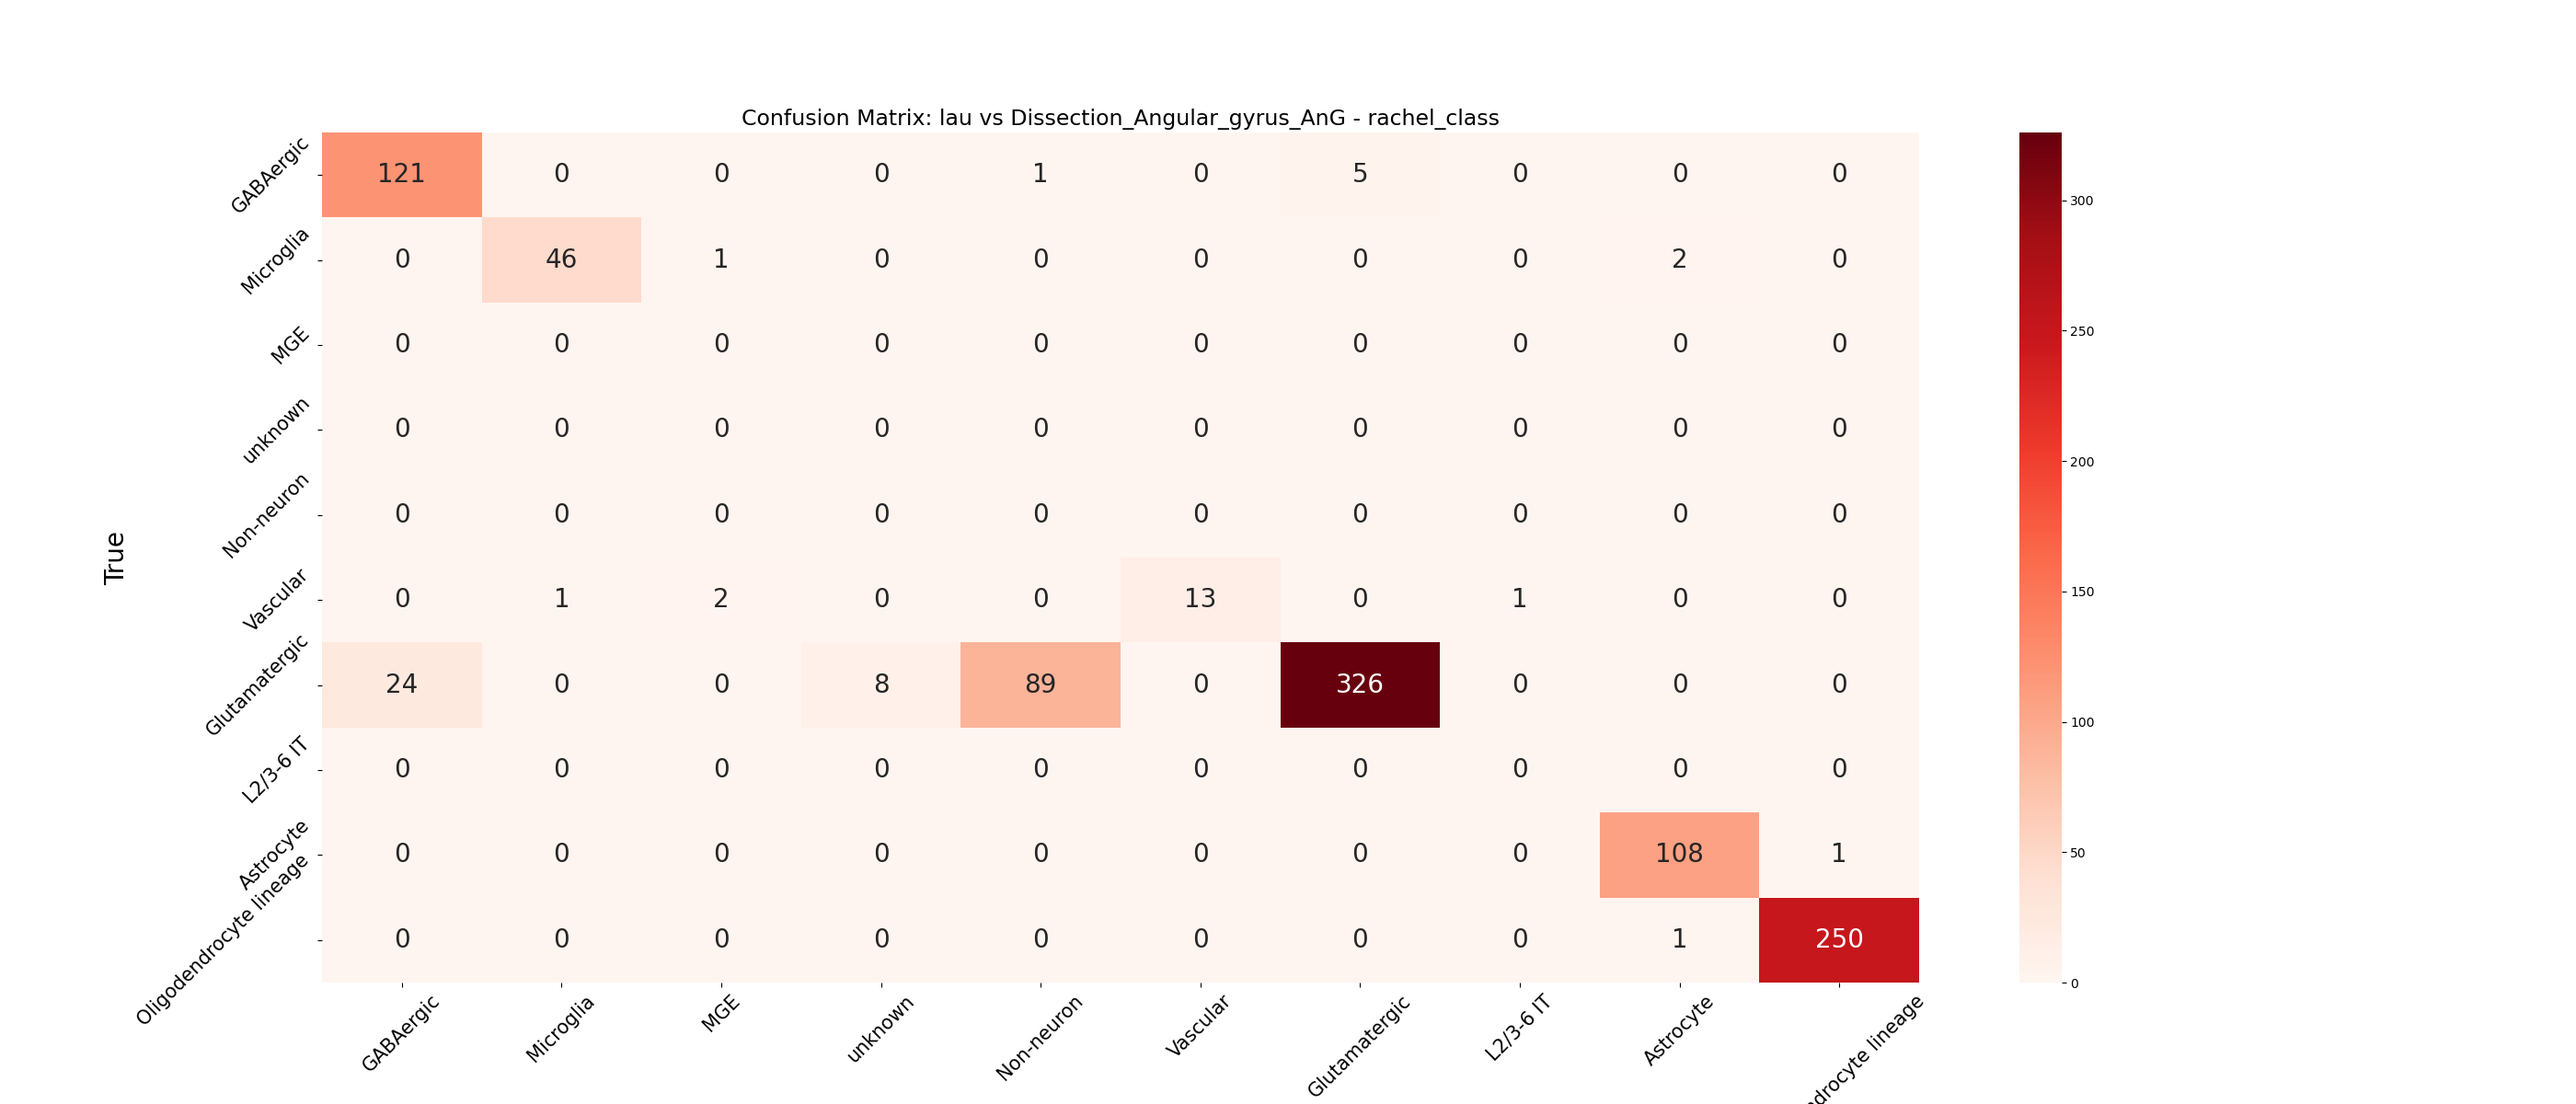 Confusion Matrix: lau vs Dissection_Angular_gyrus_AnG - rachel_class
True
GABAergic 121 0 0 0 1 0 5 0 0 0
Microglia 0 46 1 0 0 0 0 0 2 0
MGE 0 0 0 0 0 0 0 0 0 0
unknown 0 0 0 0 0 0 0 0 0 0
Non-neuron 0 0 0 0 0 0 0 0 0 0
Vascular 0 1 2 0 0 13 0 1 0 0
Glutamatergic 24 0 0 8 89 0 326 0 0 0
L2/3-6 IT 0 0 0 0 0 0 0 0 0 0
Astrocyte 0 0 0 0 0 0 0 0 108 1
Oligodendrocyte lineage 0 0 0 0 0 0 0 0 1 250
GABAergic Microglia MGE unknown Non-neuron Vascular Glutamatergic L2/3-6 IT Astrocyte lineage
300
250
200
150
100
50
0